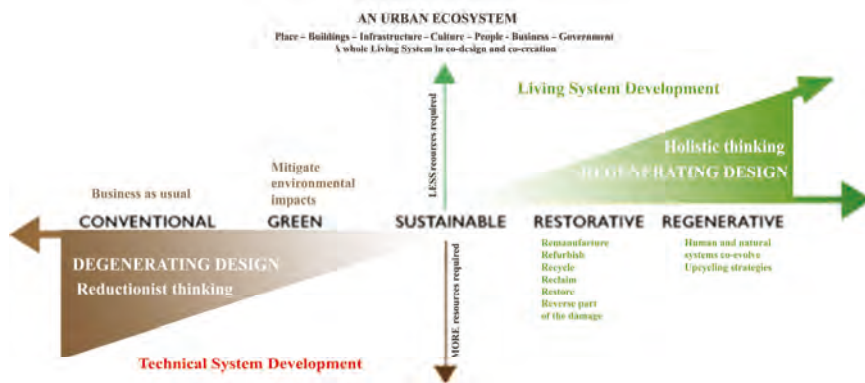 AN URBAN ECOSYSTEM
Place – Buildings – Infrastructure – Culture – People - Business – Government
A whole Living System in co-design and co-creation
Living System Development
LESS reources required
Holistic thinking
REGENERATING DESIGN
Business as usual
Mitigate
environmental
impacts
CONVENTIONAL
GREEN
SUSTAINABLE
RESTORATIVE
REGENERATIVE
DEGENERATING DESIGN
Reductionist thinking
MORE resources required
Remanufacture
Refurbish
Recycle
Reclaim
Restore
Reverse part
of the damage
Human and natural
systems co-evolve
Upcycling strategies
Technical System Development